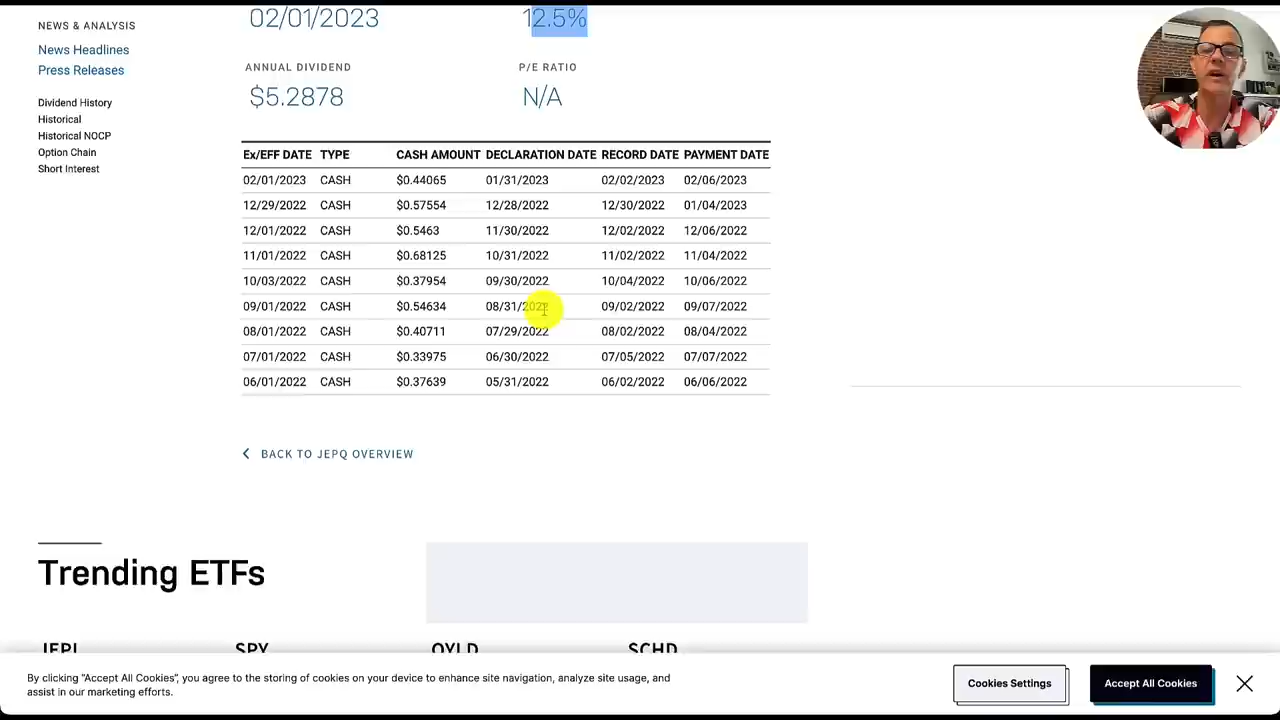 NEWS & ANALYSIS
News Headlines
Press Releases
Dividend History
Historical
Historical NOCP
Option Chain
Short Interest
02/01/2023 12.5%
ANNUAL DIVIDEND P/E RATIO
$5.2878 N/A
Ex/EFF DATE TYPE CASH AMOUNT DECLARATION DATE RECORD DATE PAYMENT DATE
02/01/2023 CASH $0.44065 01/31/2023 02/02/2023 02/06/2023
12/29/2022 CASH $0.57554 12/28/2022 12/30/2022 01/04/2023
12/01/2022 CASH $0.5463 11/30/2022 12/02/2022 12/06/2022
11/01/2022 CASH $0.68125 10/31/2022 11/02/2022 11/04/2022
10/03/2022 CASH $0.37954 09/30/2022 10/04/2022 10/06/2022
09/01/2022 CASH $0.54634 08/31/2022 09/02/2022 09/07/2022
08/01/2022 CASH $0.40711 07/29/2022 08/02/2022 08/04/2022
07/01/2022 CASH $0.33975 06/30/2022 07/05/2022 07/07/2022
06/01/2022 CASH $0.37639 05/31/2022 06/02/2022 06/06/2022
BACK TO JEPQ OVERVIEW
Trending ETFs
JEPI SPY QYLD SCHD
By clicking “Accept All Cookies”, you agree to the storing of cookies on your device to enhance site navigation, analyze site usage, and
assist in our marketing efforts.
Cookies Settings
Accept All Cookies